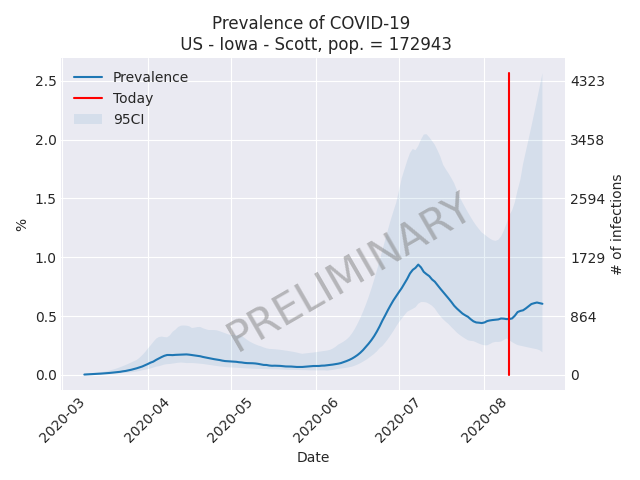 Prevalence of COVID-19
US - Iowa - Scott, pop. = 172943
Prevalence
Today
95CI
PRELIMINARY
%
2.5
2.0
1.5
1.0
0.5
0.0
4323
3458
2594
1729
864
0
# of infections
2020-03
2020-04
2020-05
2020-06
2020-07
2020-08
Date